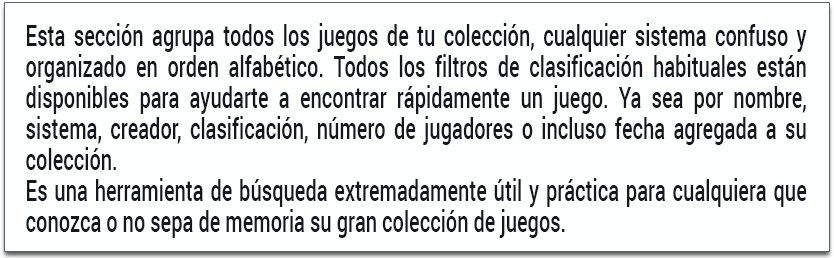 Esta sección agrupa todos los juegos de tu colección, cualquier sistema confuso y
organizado en orden alfabético. Todos los filtros de clasificación habituales están
disponibles para ayudarte a encontrar rápidamente un juego. Ya sea por nombre,
sistema, creador, clasificación, número de jugadores o incluso fecha agregada a su
colección.
Es una herramienta de búsqueda extremadamente útil y práctica para cualquiera que
conozca o no sepa de memoria su gran colección de juegos.